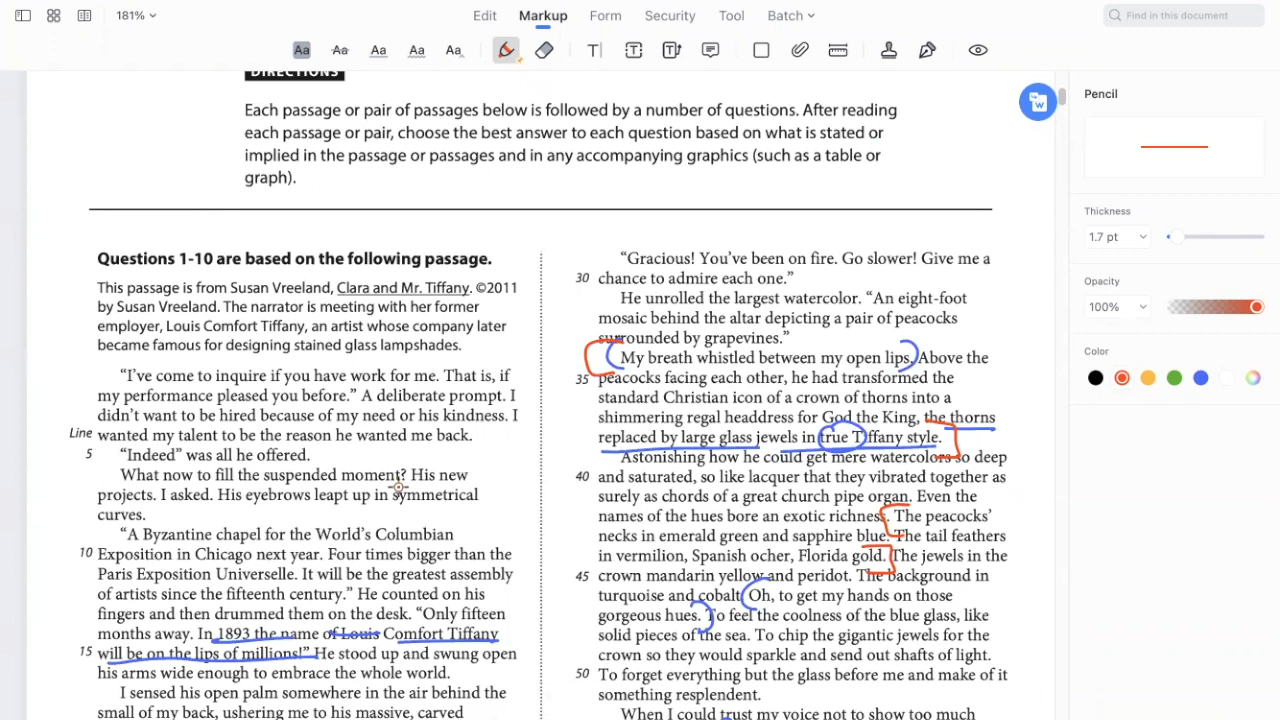 181%
Edit
Markup
Form
Security
Tool
Batch
Find in this document
Aa Aa Aa Aa Aa
T
T
T
W
DIRECTIONS
Each passage or pair of passages below is followed by a number of questions. After reading
each passage or pair, choose the best answer to each question based on what is stated or
implied in the passage or passages and in any accompanying graphics (such as a table or
graph).
Questions 1-10 are based on the following passage.
This passage is from Susan Vreeland, Clara and Mr. Tiffany. ©2011
by Susan Vreeland. The narrator is meeting with her former
employer, Louis Comfort Tiffany, an artist whose company later
became famous for designing stained glass lampshades.
“I’ve come to inquire if you have work for me. That is, if
my performance pleased you before.” A deliberate prompt. I
didn’t want to be hired because of my need or his kindness. I
Line wanted my talent to be the reason he wanted me back.
5 “Indeed” was all he offered.
What now to fill the suspended moment? His new
projects. I asked. His eyebrows leapt up in symmetrical
curves.
“A Byzantine chapel for the World’s Columbian
10 Exposition in Chicago next year. Four times bigger than the
Paris Exposition Universelle. It will be the greatest assembly
of artists since the fifteenth century.” He counted on his
fingers and then drummed them on the desk. “Only fifteen
months away. In 1893 the name of Louis Comfort Tiffany
15 will be on the lips of millions!” He stood up and swung open
his arms wide enough to embrace the whole world.
I sensed his open palm somewhere in the air behind the
small of my back, ushering me to his massive, carved
“Gracious! You’ve been on fire. Go slower! Give me a
30 chance to admire each one.”
He unrolled the largest watercolor. “An eight-foot
mosaic behind the altar depicting a pair of peacocks
surrounded by grapevines.”
My breath whistled between my open lips. Above the
35 peacocks facing each other, he had transformed the
standard Christian icon of a crown of thorns into a
shimmering regal headdress for God the King, the thorns
replaced by large glass jewels in true Tiffany style.
Astonishing how he could get mere watercolors so deep
40 and saturated, so like lacquer that they vibrated together as
surely as chords of a great church pipe organ. Even the
names of the hues bore an exotic richness. The peacocks’
necks in emerald green and sapphire blue. The tail feathers
in vermilion, Spanish ocher, Florida gold. The jewels in the
45 crown mandarin yellow and peridot. The background in
turquoise and cobalt. Oh, to get my hands on those
gorgeous hues. To feel the coolness of the blue glass, like
solid pieces of the sea. To chip the gigantic jewels for the
crown so they would sparkle and send out shafts of light.
50 To forget everything but the glass before me and make of it
something resplendent.
When I could trust my voice not to show too much
Pencil
Thickness
1.7 pt
Opacity
100%
Color